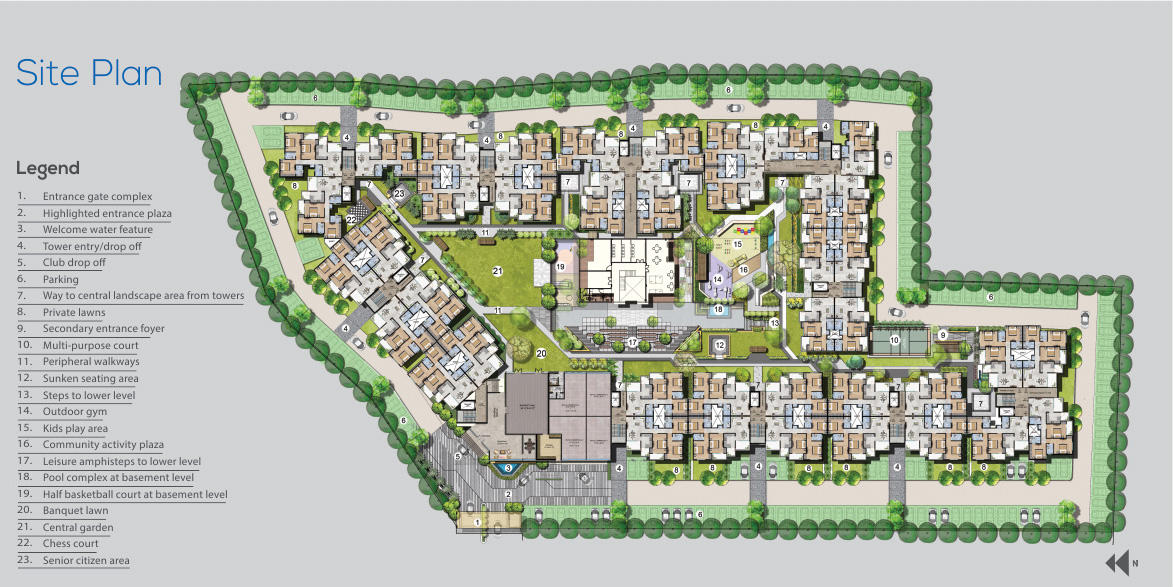 Site Plan
Legend
1. Entrance gate complex
2. Highlighted entrance plaza
3. Welcome water feature
4. Tower entry/drop off
5. Club drop off
6. Parking
7. Way to central landscape area from towers
8. Private lawns
9. Secondary entrance foyer
10. Multi-purpose court
11. Peripheral walkways
12. Sunken seating area
13. Steps to lower level
14. Outdoor gym
15. Kids play area
16. Community activity plaza
17. Leisure amphisteps to lower level
18. Pool complex at basement level
19. Half basketball court at basement level
20. Banquet lawn
21. Central garden
22. Chess court
23. Senior citizen area
6 6
4 4 8 8 4 8 4
8 7 23 7 7 7
22
11 15
7 21 19 16
14
6
11 18
4 17 13 12 10 9
20
7 7 7 7
6
5 3 4 4 4
8 8 8 8 8 8
2
1 6
N